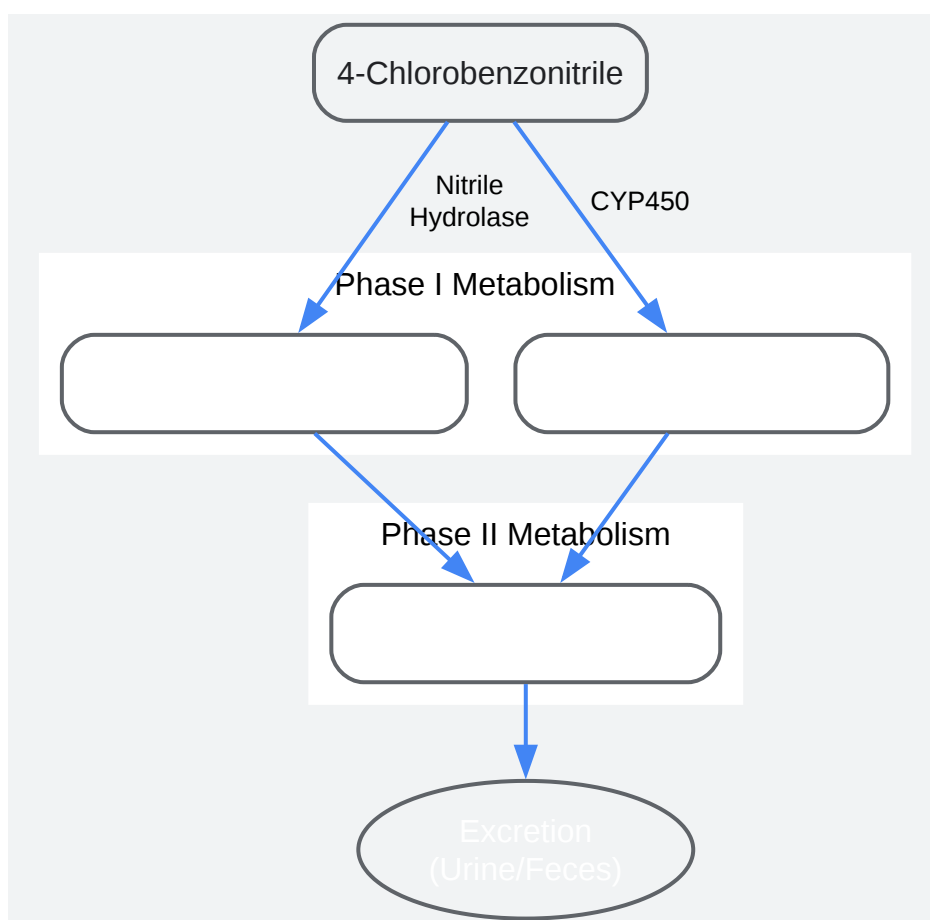 4-Chlorobenzonitrile
Nitrile
Hydrolase
CYP450
Phase I Metabolism
Phase II Metabolism
Excretion
(Urine/Feces)